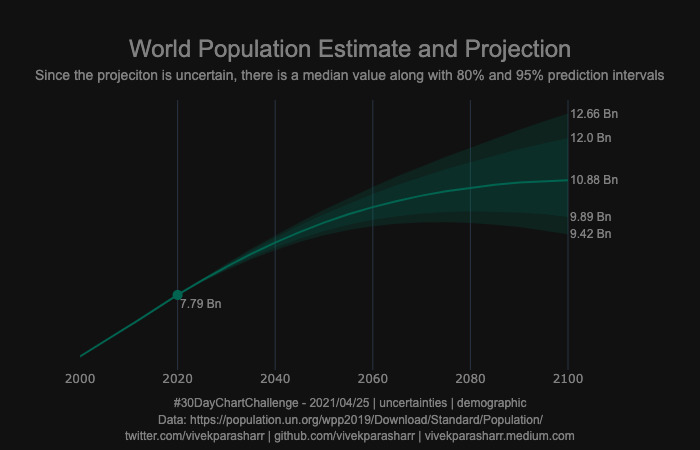 World Population Estimate and Projection
Since the projeciton is uncertain, there is a median value along with 80% and 95% prediction intervals
12.66 Bn
12.0 Bn
10.88 Bn
9.89 Bn
9.42 Bn
7.79 Bn
2000 2020 2040 2060 2080 2100
#30DayChartChallenge - 2021/04/25 | uncertainties | demographic
Data: https://population.un.org/wpp2019/Download/Standard/Population/
twitter.com/vivekparasharr | github.com/vivekparasharr | vivekparasharr.medium.com